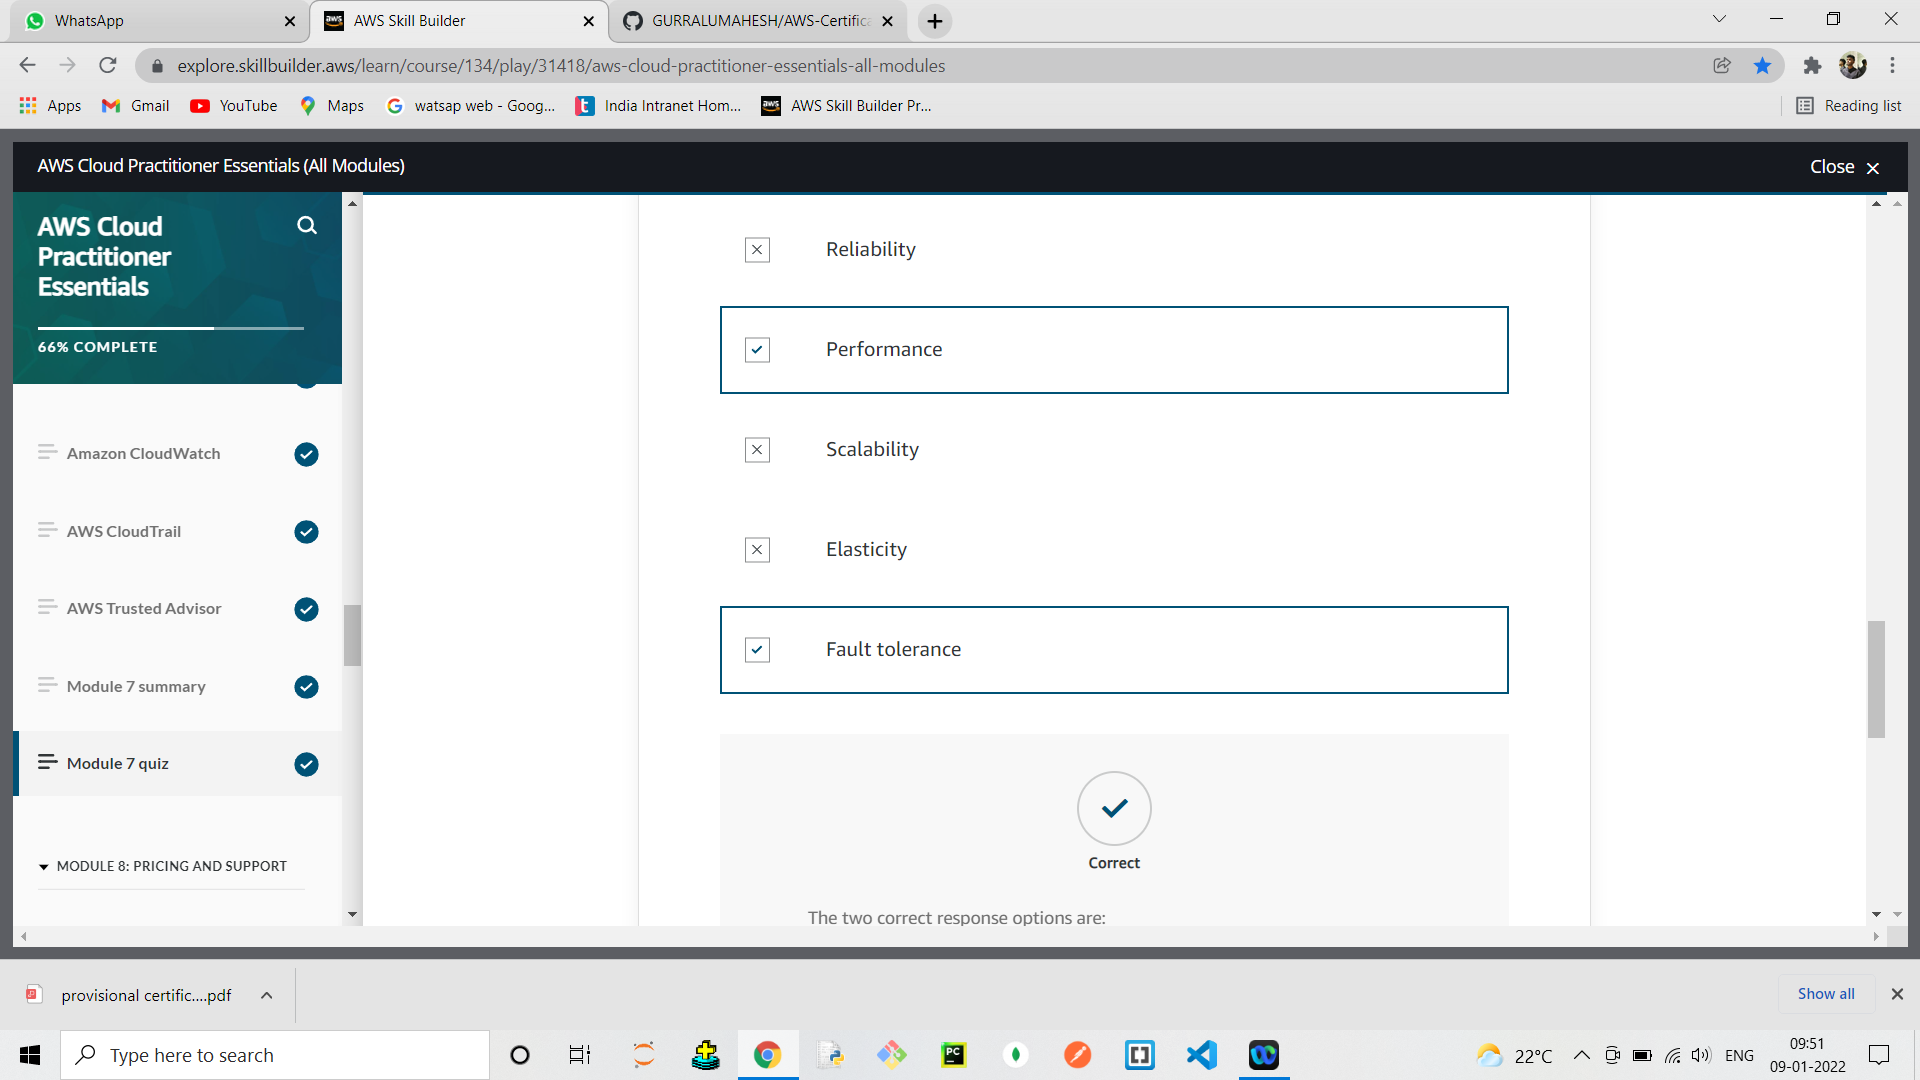 WhatsApp
AWS Skill Builder
GURRALUMAHESH/AWS-Certifica
explore.skillbuilder.aws/learn/course/134/play/31418/aws-cloud-practitioner-essentials-all-modules
Apps
Gmail
YouTube
Maps
watsap web - Goog...
India Intranet Hom...
AWS Skill Builder Pr...
Reading list
AWS Cloud Practitioner Essentials (All Modules)
Close
AWS Cloud
Practitioner
Essentials
66% COMPLETE
Amazon CloudWatch
AWS CloudTrail
AWS Trusted Advisor
Module 7 summary
Module 7 quiz
MODULE 8: PRICING AND SUPPORT
Reliability
Performance
Scalability
Elasticity
Fault tolerance
Correct
The two correct response options are:
provisional certific....pdf
Show all
Type here to search
PC
22°C
ENG
09:51
09-01-2022